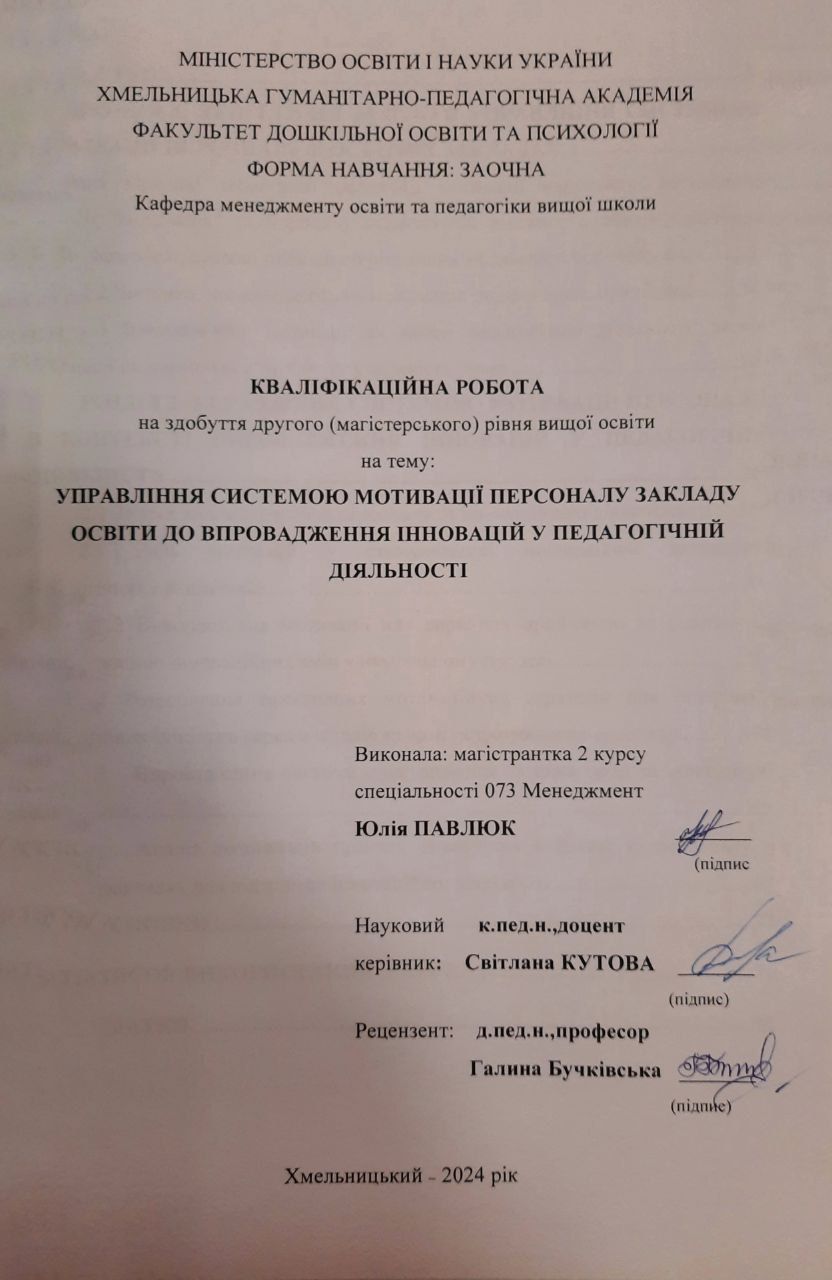 МІНІСТЕРСТВО ОСВІТИ І НАУКИ УКРАЇНИ
ХМЕЛЬНИЦЬКА ГУМАНІТАРНО-ПЕДАГОГІЧНА АКАДЕМІЯ
ФАКУЛЬТЕТ ДОШКІЛЬНОЇ ОСВІТИ ТА ПСИХОЛОГІЇ
ФОРМА НАВЧАННЯ: ЗАОЧНА
Кафедра менеджменту освіти та педагогіки вищої школи
КВАЛІФІКАЦІЙНА РОБОТА
на здобуття другого (магістерського) рівня вищої освіти
на тему:
УПРАВЛІННЯ СИСТЕМОЮ МОТИВАЦІЇ ПЕРСОНАЛУ ЗАКЛАДУ
ОСВІТИ ДО ВПРОВАДЖЕННЯ ІННОВАЦІЙ У ПЕДАГОГІЧНІЙ
ДІЯЛЬНОСТІ
Виконала: магістрантка 2 курсу
спеціальності 073 Менеджмент
Юлія ПАВЛЮК
(підпис
Науковий к.пед.н.,доцент
керівник: Світлана КУТОВА
(підпис)
Рецензент: д.пед.н.,професор
Галина Бучківська
(підпис)
Хмельницький - 2024 рік